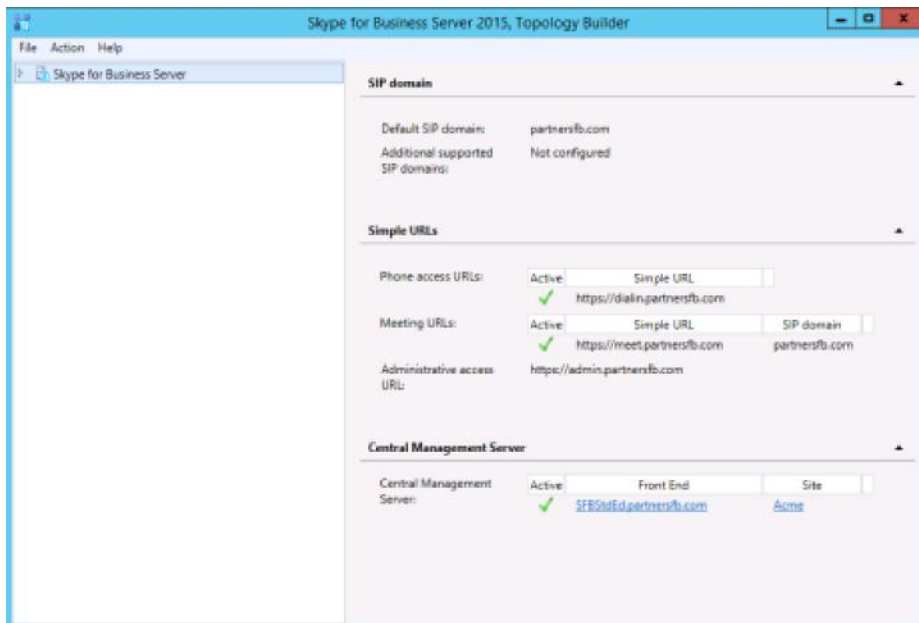 Skype for Business Server 2015, Topology Builder
File Action Help
Skype for Business Server
SIP domain
Default SIP domain: partnersfb.com
Additional supported Not configured
SIP domains:
Simple URLs
Phone access URLs: Active Simple URL
https://dialin.partnersfb.com
Meeting URLs: Active Simple URL SIP domain
https://meet.partnersfb.com partnersfb.com
Administrative access https://admin.partnersfb.com
URL:
Central Management Server
Central Management Active Front End Site
Server: SFBStdEd.partnersfb.com Acme